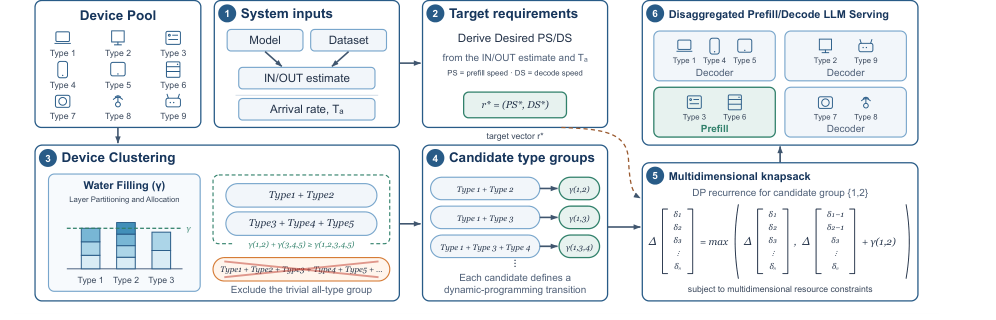 Device Pool
Type 1 Type 2 Type 3
Type 4 Type 5 Type 6
Type 7 Type 8 Type 9
1 System inputs
Model Dataset
IN/OUT estimate
Arrival rate, Tₐ
2 Target requirements
Derive Desired PS/DS
from the IN/OUT estimate and Tₐ
PS = prefill speed · DS = decode speed
r* = (PS*, DS*)
target vector r*
6 Disaggregated Prefill/Decode LLM Serving
Type 1 Type 4 Type 5
Decoder
Type 2 Type 9
Decoder
Type 3 Type 6
Prefill
Type 7 Type 8
Decoder
3 Device Clustering
Water Filling (γ)
Layer Partitioning and Allocation
γ
Type 1 Type 2 Type 3
Type1 + Type2
Type3 + Type4 + Type5
γ(1,2) + γ(3,4,5) ≥ γ(1,2,3,4,5)
Type1 + Type2 + Type3 + Type4 + Type5 + ...
Exclude the trivial all-type group
4 Candidate type groups
Type 1 + Type 2 γ(1,2)
Type 1 + Type 3 γ(1,3)
Type 1 + Type 3 + Type 4 γ(1,3,4)
⋮
Each candidate defines a
dynamic-programming transition
5 Multidimensional knapsack
DP recurrence for candidate group {1,2}
δ₁ δ₁ δ₁−1
δ₂ δ₂ δ₂−1
Δ δ₃ = max ( Δ δ₃ , Δ δ₃ + γ(1,2) )
⋮ ⋮ ⋮
subject to multidimensional resource constraints